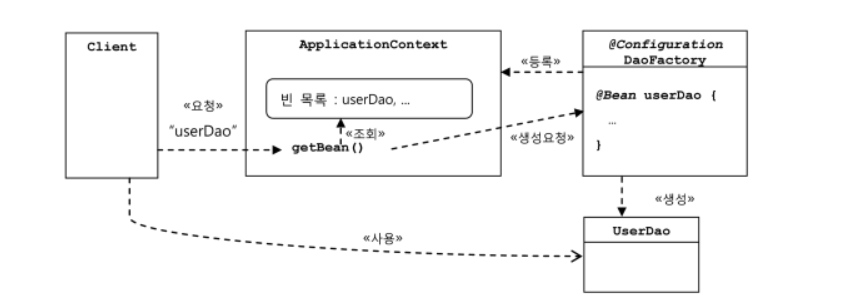 Client
ApplicationContext
@Configuration
DaoFactory
«등록»
빈 목록 : userDao, ...
@Bean userDao {
...
}
«요청»
"userDao"
«조회»
getBean()
«생성요청»
«생성»
UserDao
«사용»